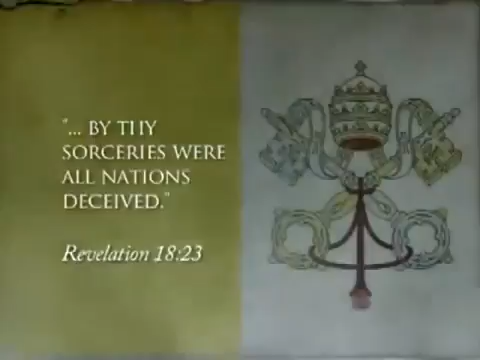 "... BY THY
SORCERIES WERE
ALL NATIONS
DECEIVED."
Revelation 18:23